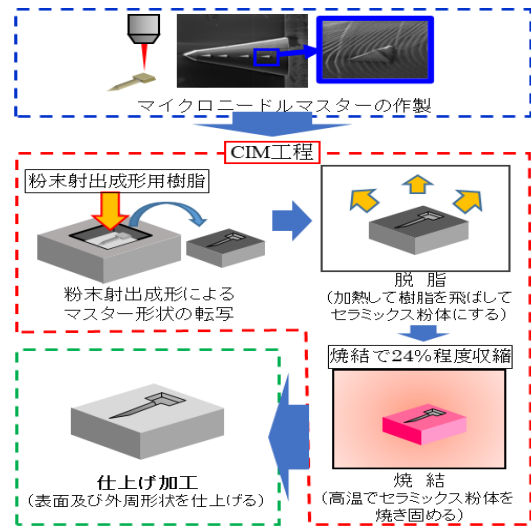 マイクロニードルマスターの作製
CIM工程
粉末射出成形用樹脂
粉末射出成形による
マスター形状の転写
脱 脂
(加熱して樹脂を飛ばして
セラミックス粉体にする)
焼結で24%程度収縮
焼 結
(高温でセラミックス粉体を
焼き固める)
仕上げ加工
(表面及び外周形状を仕上げる)